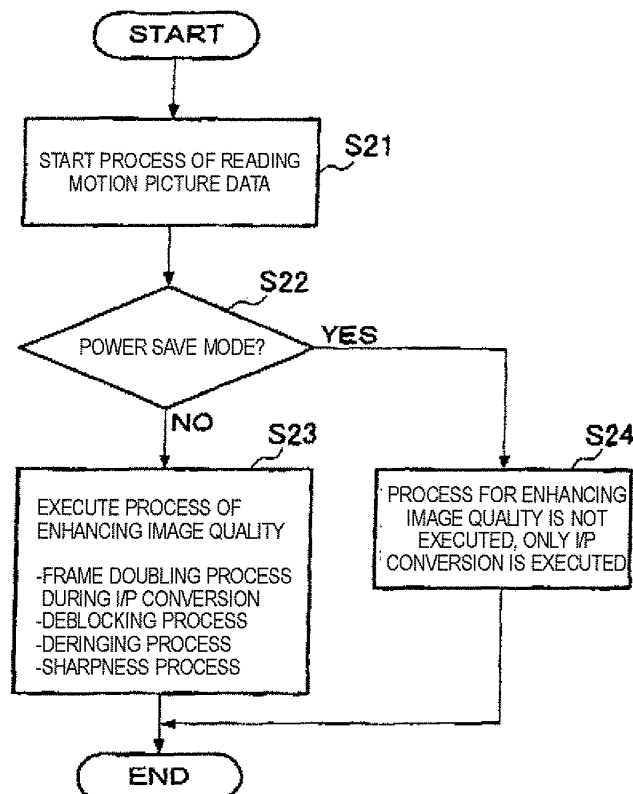 START
START PROCESS OF READING
MOTION PICTURE DATA
S21
S22
POWER SAVE MODE?
YES
NO
S23
EXECUTE PROCESS OF
ENHANCING IMAGE QUALITY
-FRAME DOUBLING PROCESS
DURING I/P CONVERSION
-DEBLOCKING PROCESS
-DERINGING PROCESS
-SHARPNESS PROCESS
S24
PROCESS FOR ENHANCING
IMAGE QUALITY IS NOT
EXECUTED, ONLY I/P
CONVERSION IS EXECUTED
END